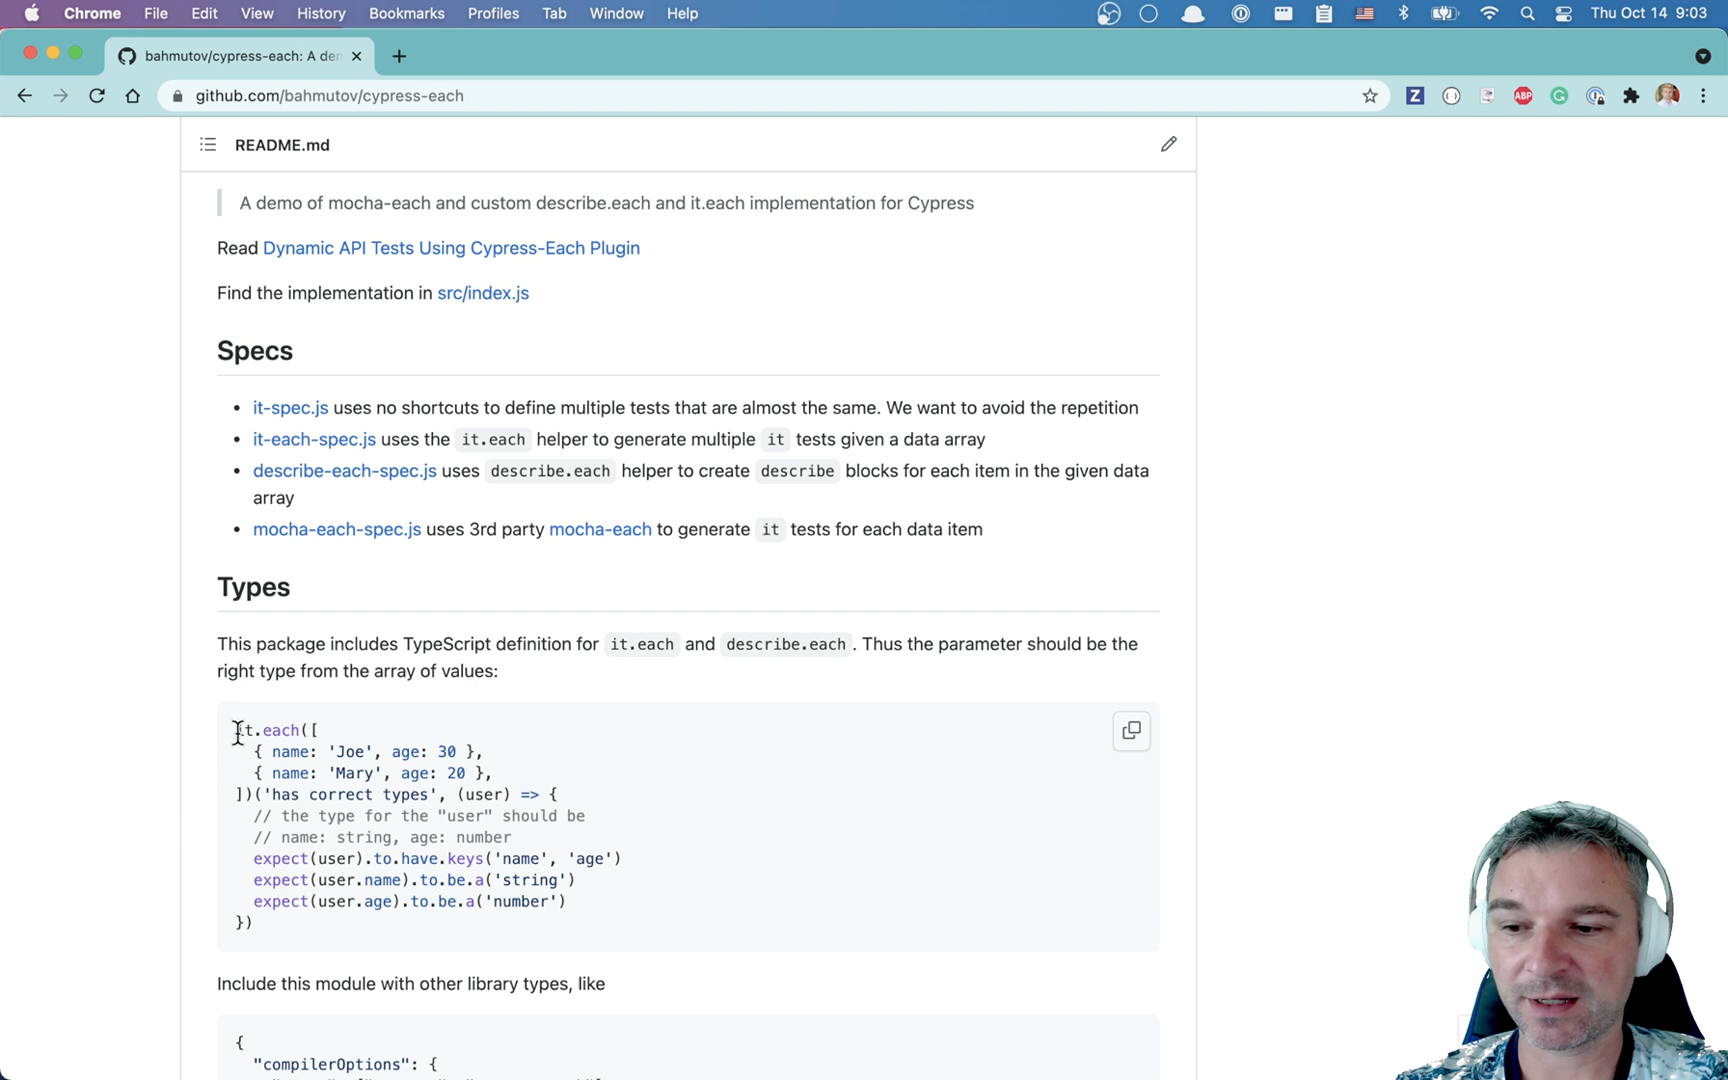 Chrome File Edit View History Bookmarks Profiles Tab Window Help Thu Oct 14 9:03
bahmutov/cypress-each: A der
github.com/bahmutov/cypress-each
README.md
A demo of mocha-each and custom describe.each and it.each implementation for Cypress
Read Dynamic API Tests Using Cypress-Each Plugin
Find the implementation in src/index.js
Specs
• it-spec.js uses no shortcuts to define multiple tests that are almost the same. We want to avoid the repetition
• it-each-spec.js uses the it.each helper to generate multiple it tests given a data array
• describe-each-spec.js uses describe.each helper to create describe blocks for each item in the given data
array
• mocha-each-spec.js uses 3rd party mocha-each to generate it tests for each data item
Types
This package includes TypeScript definition for it.each and describe.each. Thus the parameter should be the
right type from the array of values:
it.each([
{ name: 'Joe', age: 30 },
{ name: 'Mary', age: 20 },
])('has correct types', (user) => {
// the type for the "user" should be
// name: string, age: number
expect(user).to.have.keys('name', 'age')
expect(user.name).to.be.a('string')
expect(user.age).to.be.a('number')
})
Include this module with other library types, like
{
"compilerOptions": {